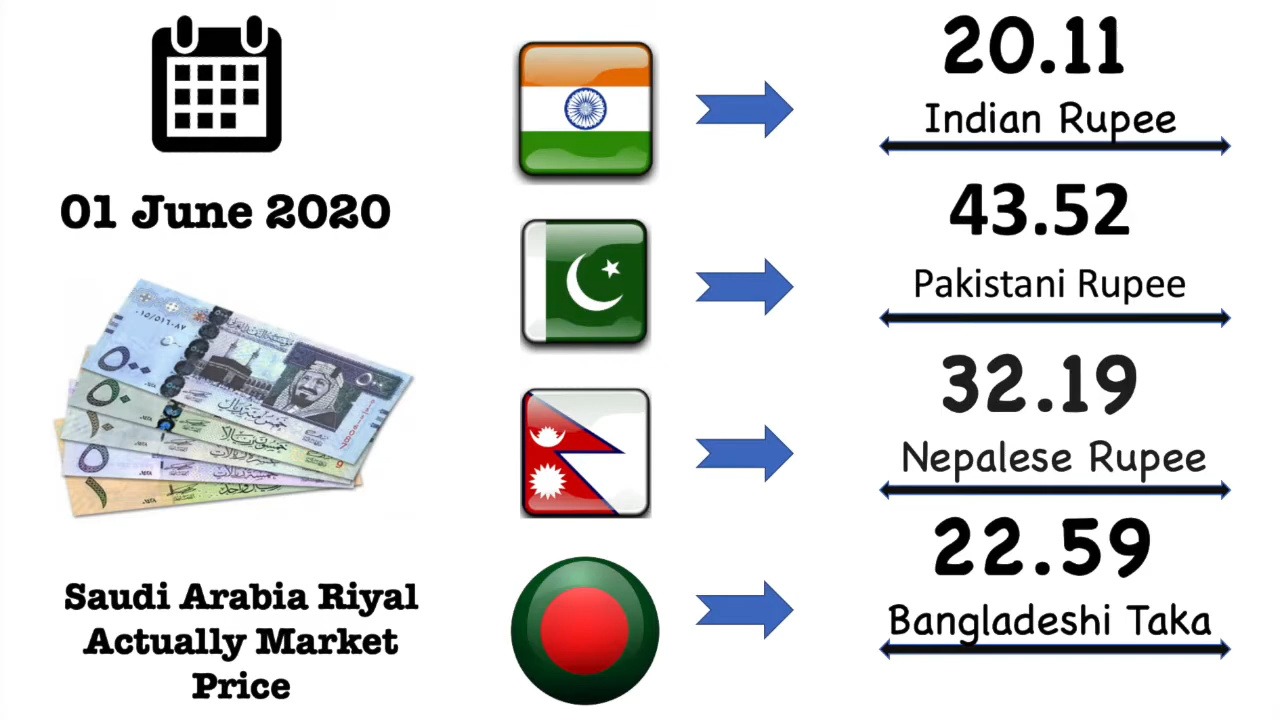 01 June 2020
Saudi Arabia Riyal
Actually Market
Price
20.11
Indian Rupee
43.52
Pakistani Rupee
32.19
Nepalese Rupee
22.59
Bangladeshi Taka